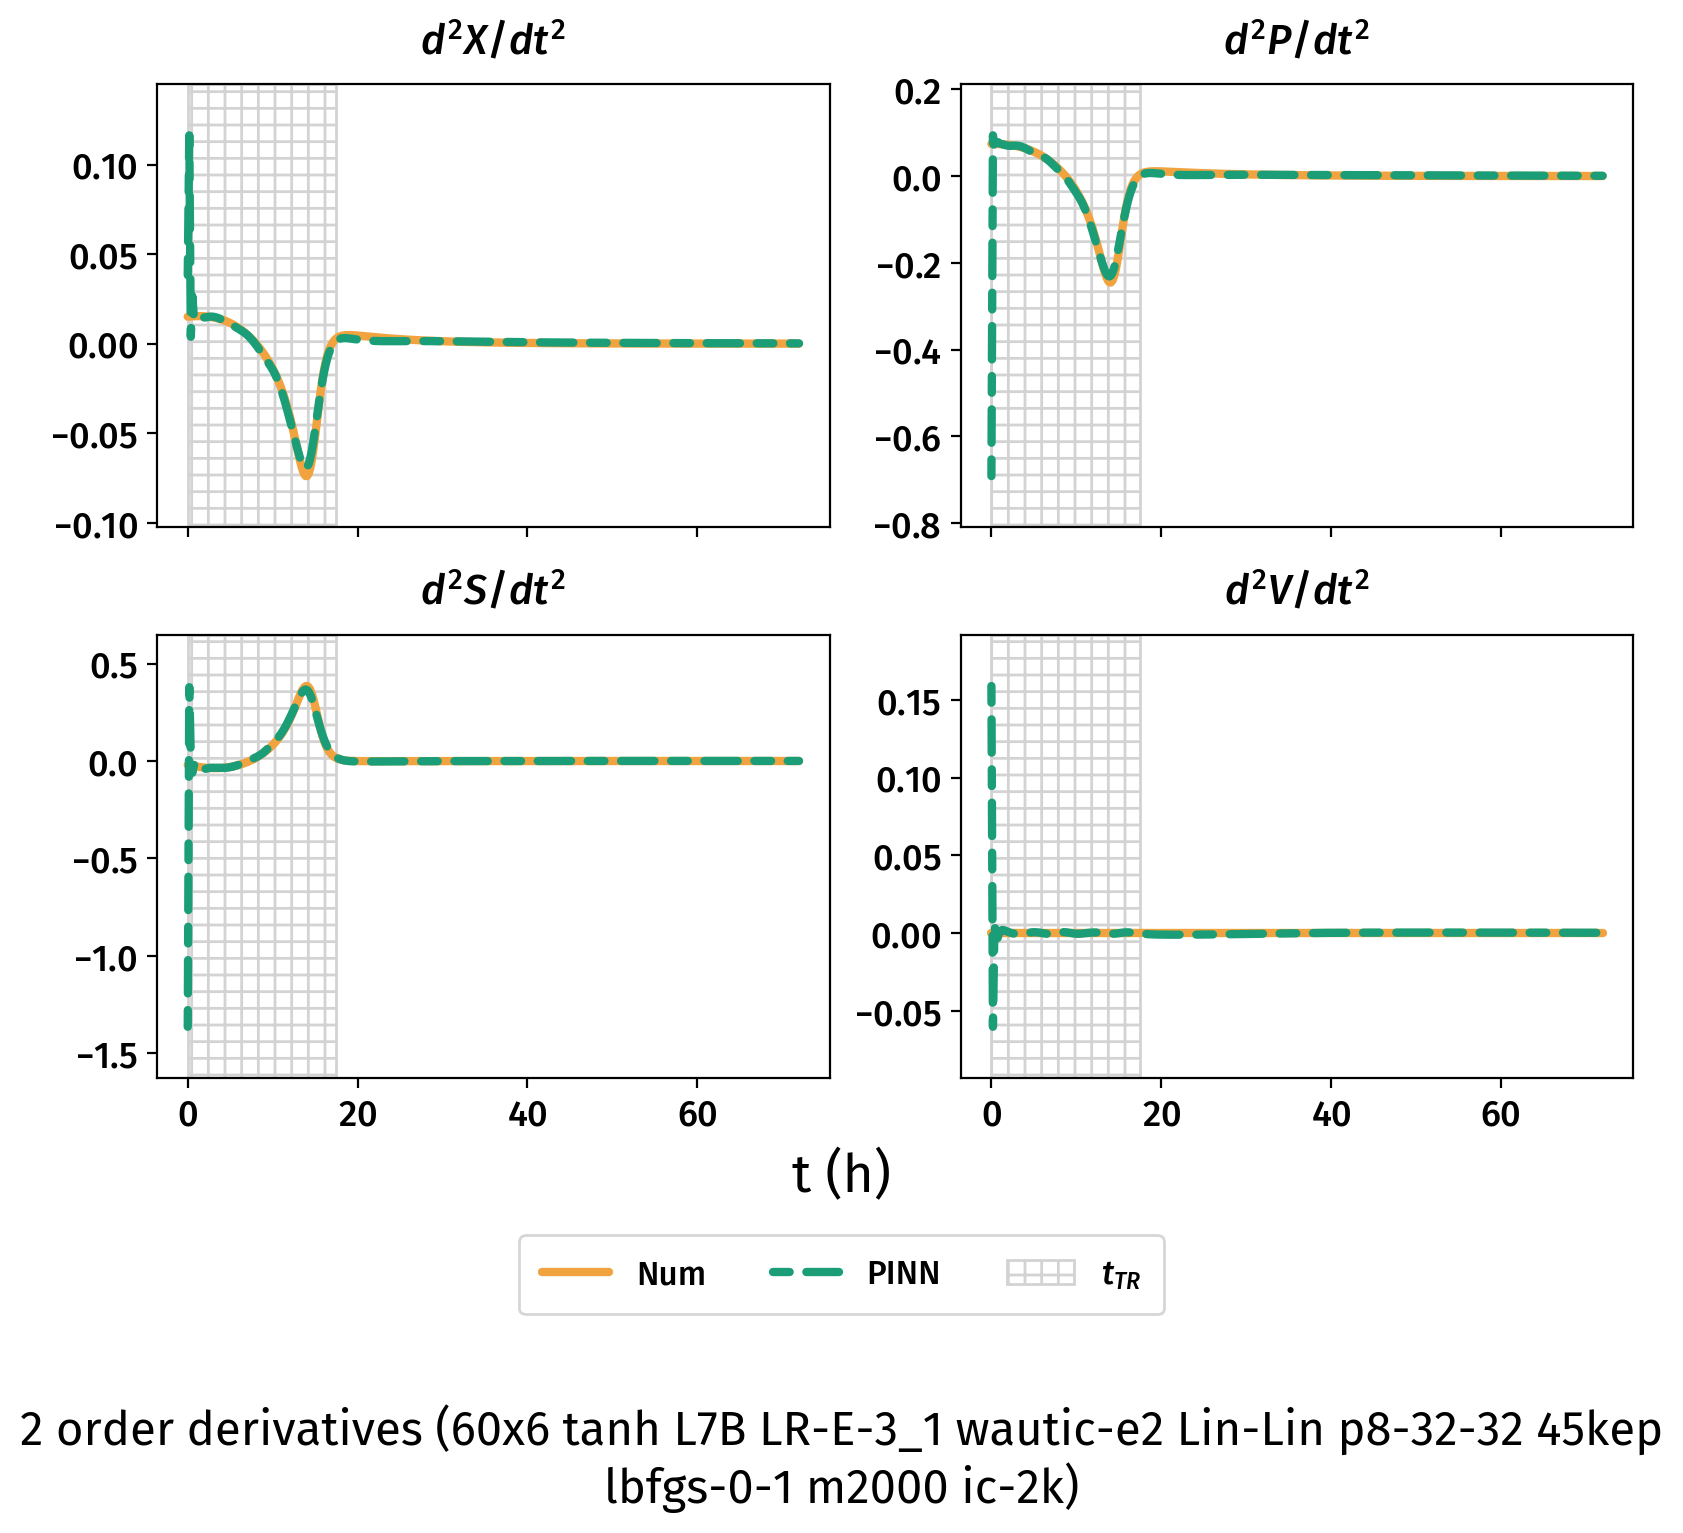 d²X/dt²
d²P/dt²
0.10
0.05
0.00
−0.05
−0.10
0.2
0.0
−0.2
−0.4
−0.6
−0.8
d²S/dt²
d²V/dt²
0.5
0.0
−0.5
−1.0
−1.5
0.15
0.10
0.05
0.00
−0.05
0 20 40 60
0 20 40 60
t (h)
Num PINN t_TR
2 order derivatives (60x6 tanh L7B LR-E-3_1 wautic-e2 Lin-Lin p8-32-32 45kep
lbfgs-0-1 m2000 ic-2k)